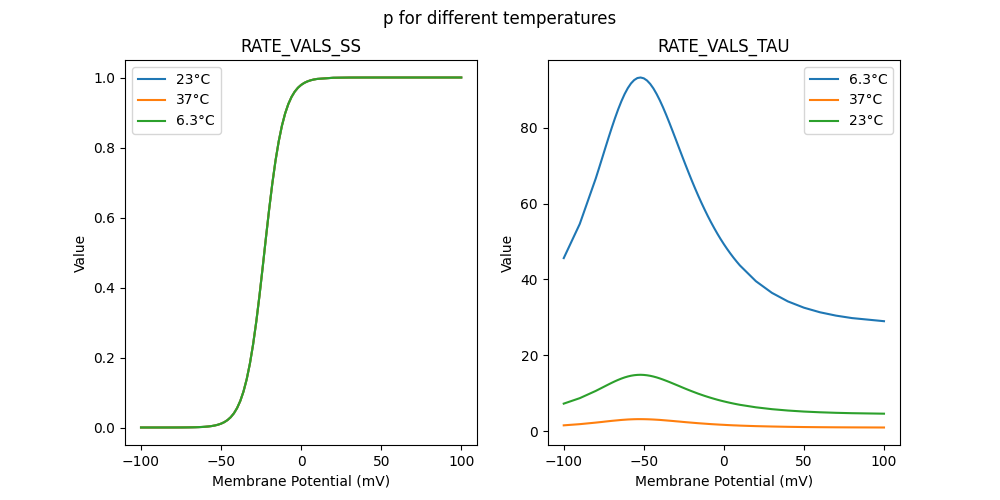 p for different temperatures
RATE_VALS_SS
1.0
0.8
0.6
0.4
0.2
0.0
Value
23°C
37°C
6.3°C
−100
−50
0
50
100
Membrane Potential (mV)
RATE_VALS_TAU
80
60
40
20
0
Value
6.3°C
37°C
23°C
−100
−50
0
50
100
Membrane Potential (mV)